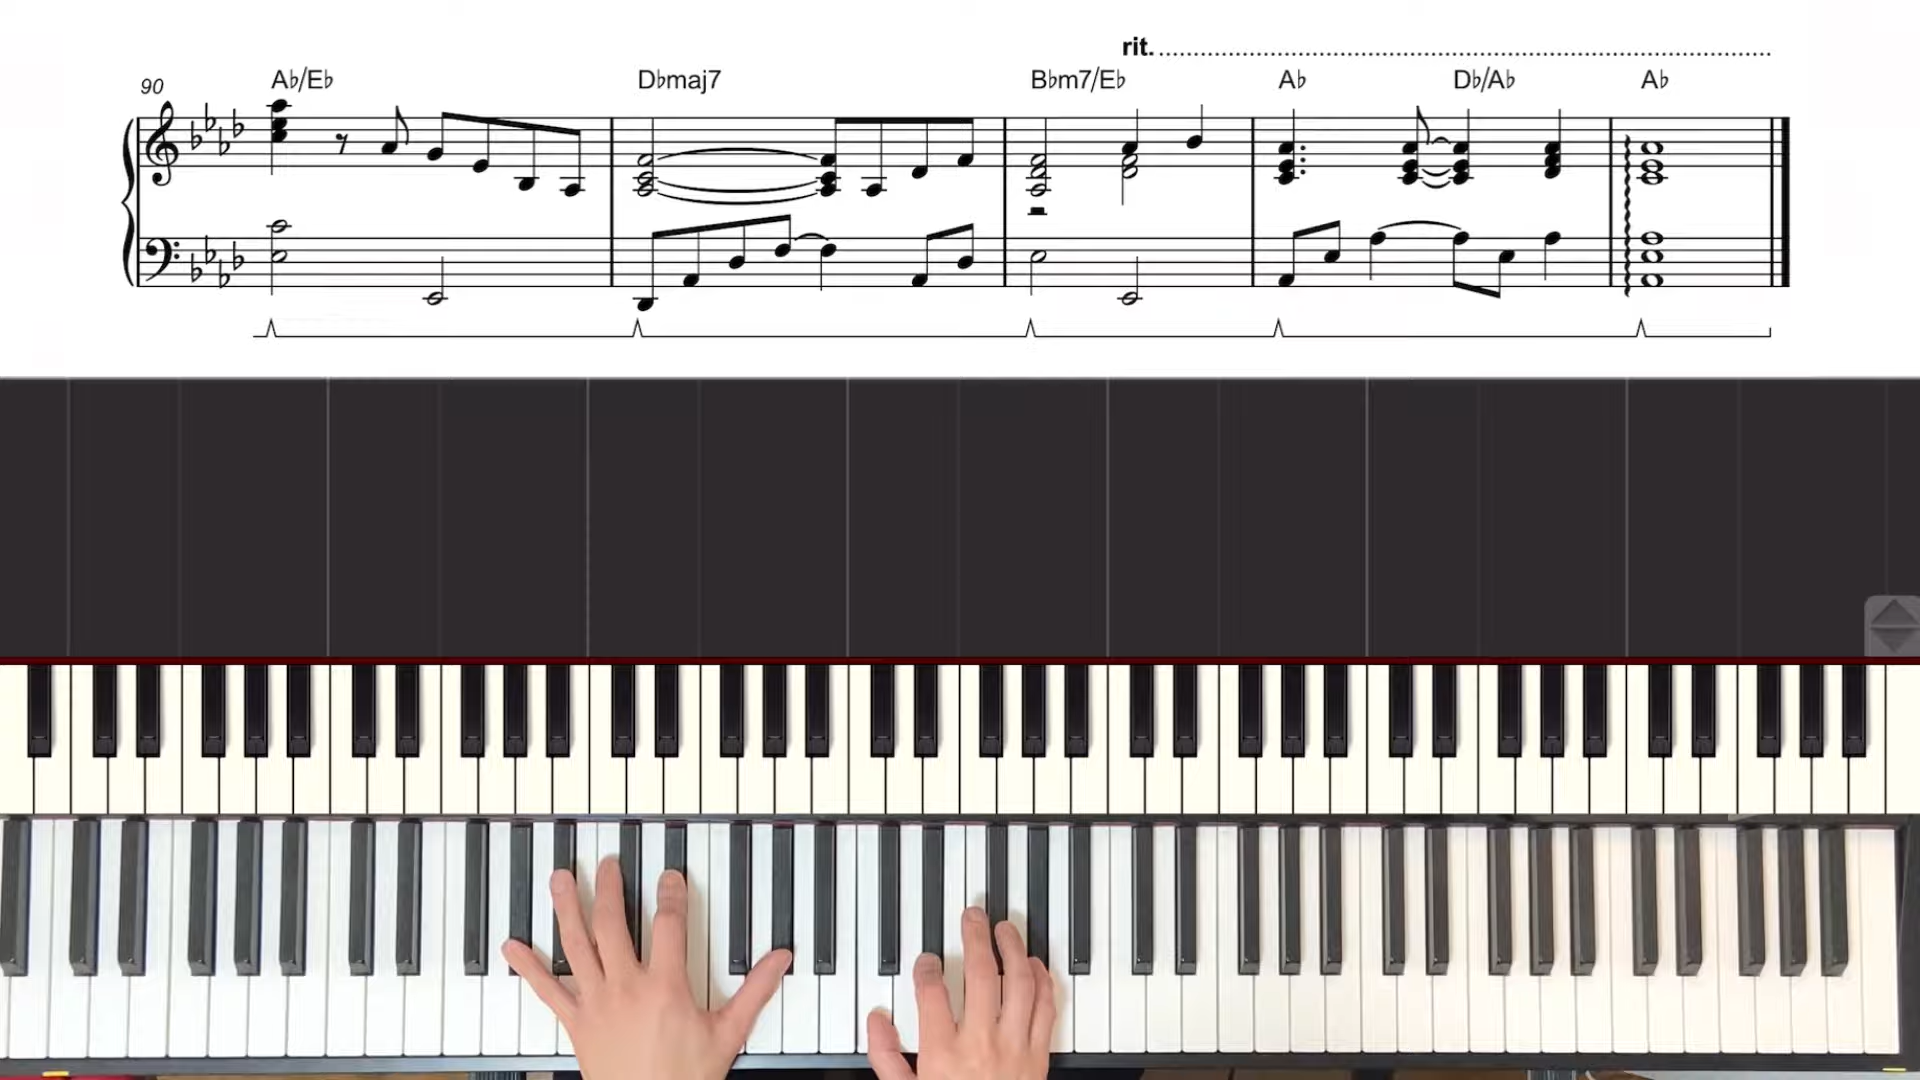 rit.
90 A♭/E♭ D♭maj7 B♭m7/E♭ A♭ D♭/A♭ A♭